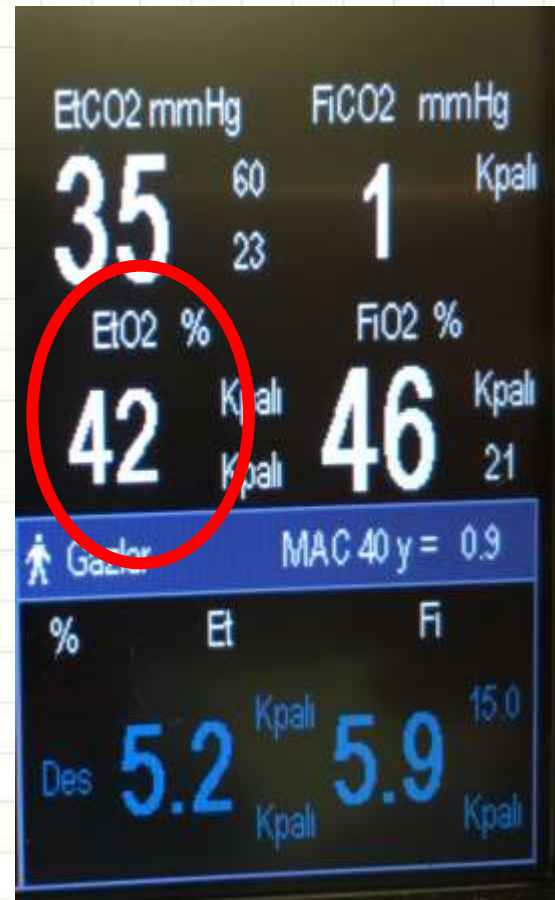 EtCO2 mmHg FiCO2 mmHg
35 60 1 Kpalı
23
EtO2 % FiO2 %
42 Kpalı 46 Kpalı
Kpalı 21
Gazler MAC 40 y = 0.9
% Et Fi
Des 5.2 Kpalı 5.9 15.0
Kpalı Kpalı